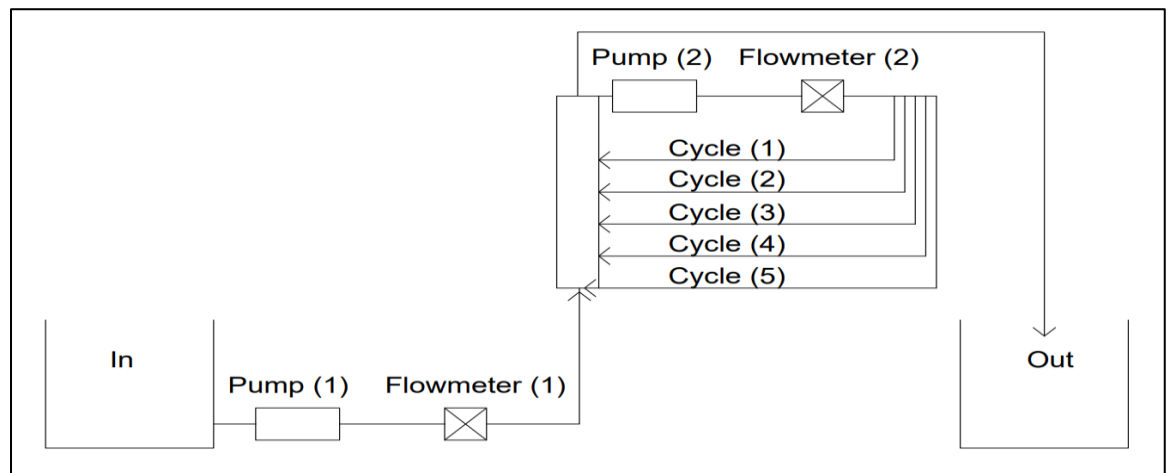 Pump (2)
Flowmeter (2)
Cycle (1)
Cycle (2)
Cycle (3)
Cycle (4)
Cycle (5)
In
Pump (1)
Flowmeter (1)
Out